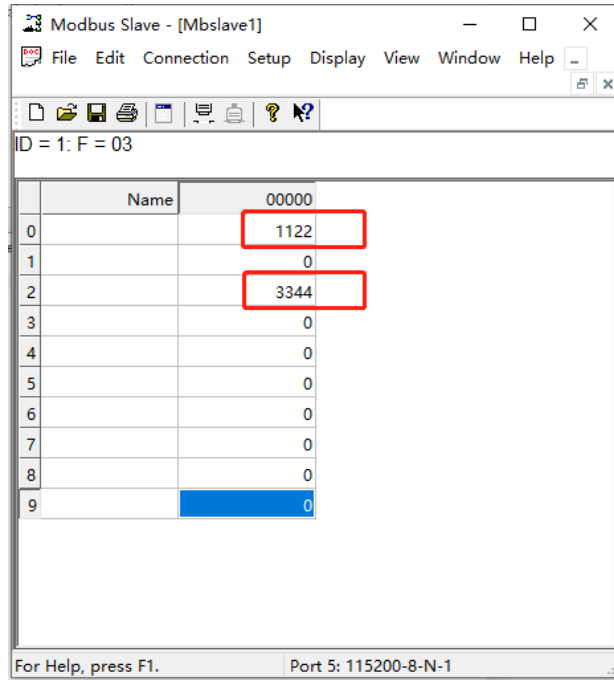 Modbus Slave - [Mbslave1]
File Edit Connection Setup Display View Window Help
ID = 1: F = 03
Name 00000
0 1122
1 0
2 3344
3 0
4 0
5 0
6 0
7 0
8 0
9 0
For Help, press F1. Port 5: 115200-8-N-1